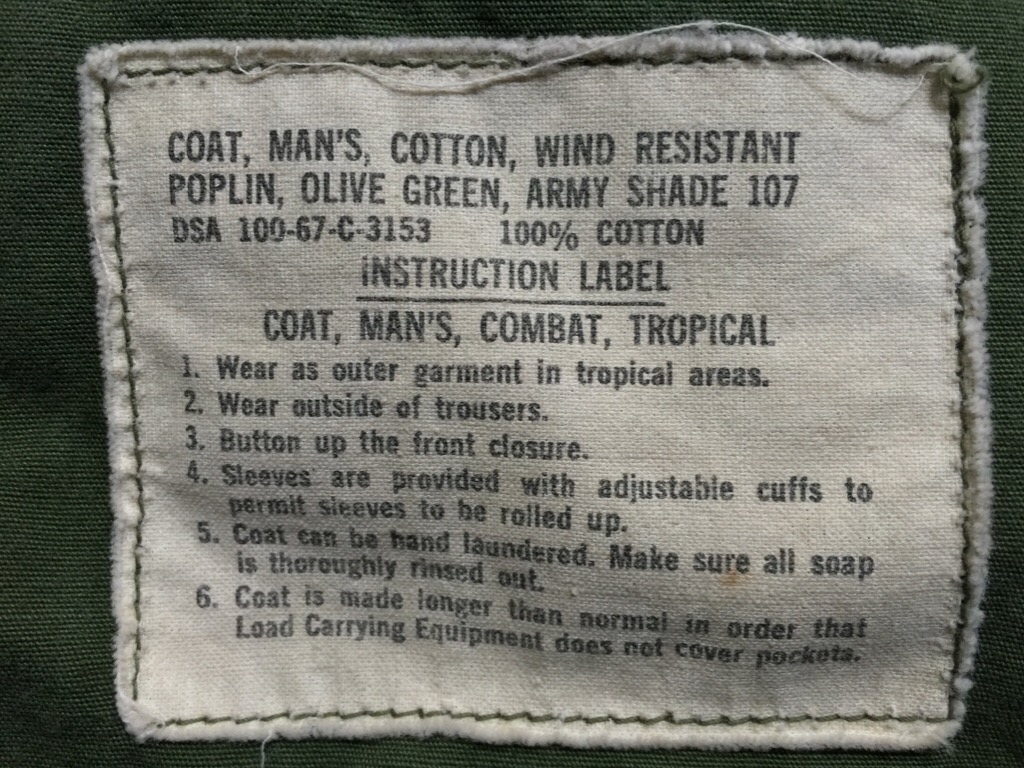 COAT, MAN'S, COTTON, WIND RESISTANT
POPLIN, OLIVE GREEN, ARMY SHADE 107
DSA 100-67-C-3153 100% COTTON
INSTRUCTION LABEL
COAT, MAN'S, COMBAT, TROPICAL
1. Wear as outer garment in tropical areas.
2. Wear outside of trousers.
3. Button up the front closure.
4. Sleeves are provided with adjustable cuffs to
permit sleeves to be rolled up.
5. Coat can be hand laundered. Make sure all soap
is thoroughly rinsed out.
6. Coat is made longer than normal in order that
Load Carrying Equipment does not cover pockets.